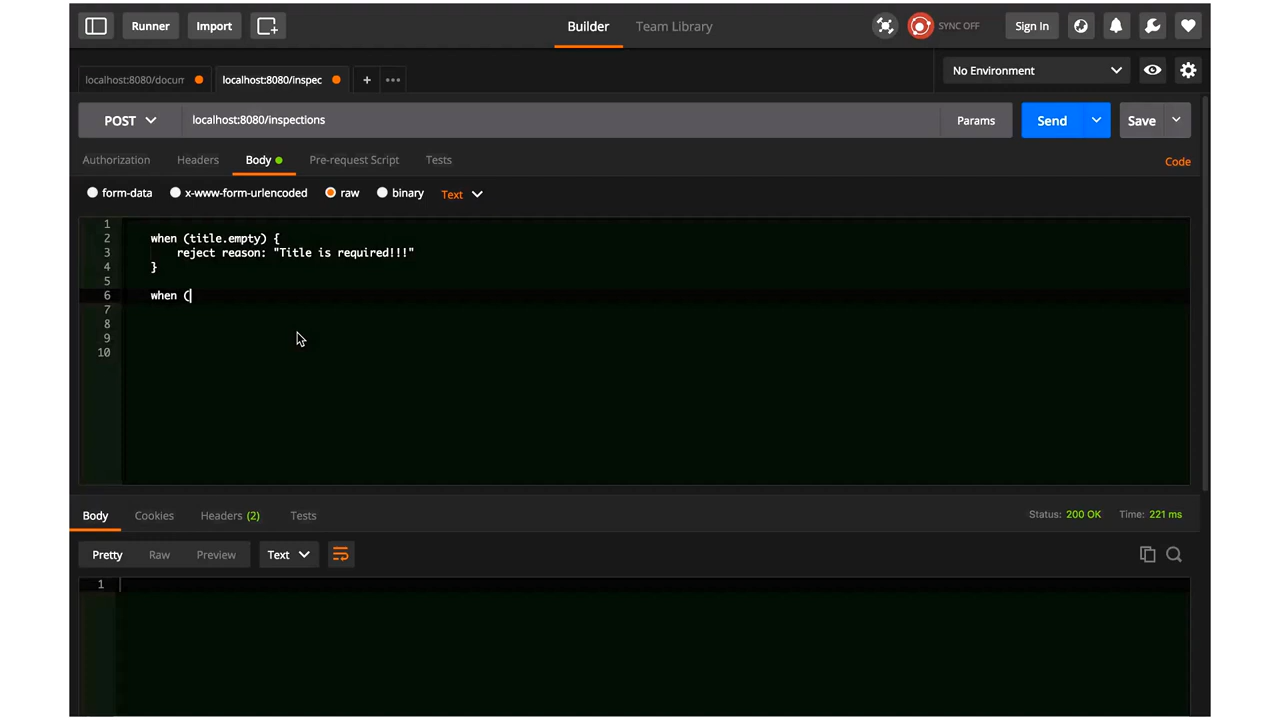 Runner Import Builder Team Library SYNC OFF Sign In
localhost:8080/docum localhost:8080/inspec + ••• No Environment
POST localhost:8080/inspections Params Send Save
Authorization Headers Body Pre-request Script Tests Code
form-data x-www-form-urlencoded raw binary Text
1
2 when (title.empty) {
3 reject reason: "Title is required!!!"
4 }
5
6 when (
7
8
9
10
Body Cookies Headers (2) Tests Status: 200 OK Time: 221 ms
Pretty Raw Preview Text
1